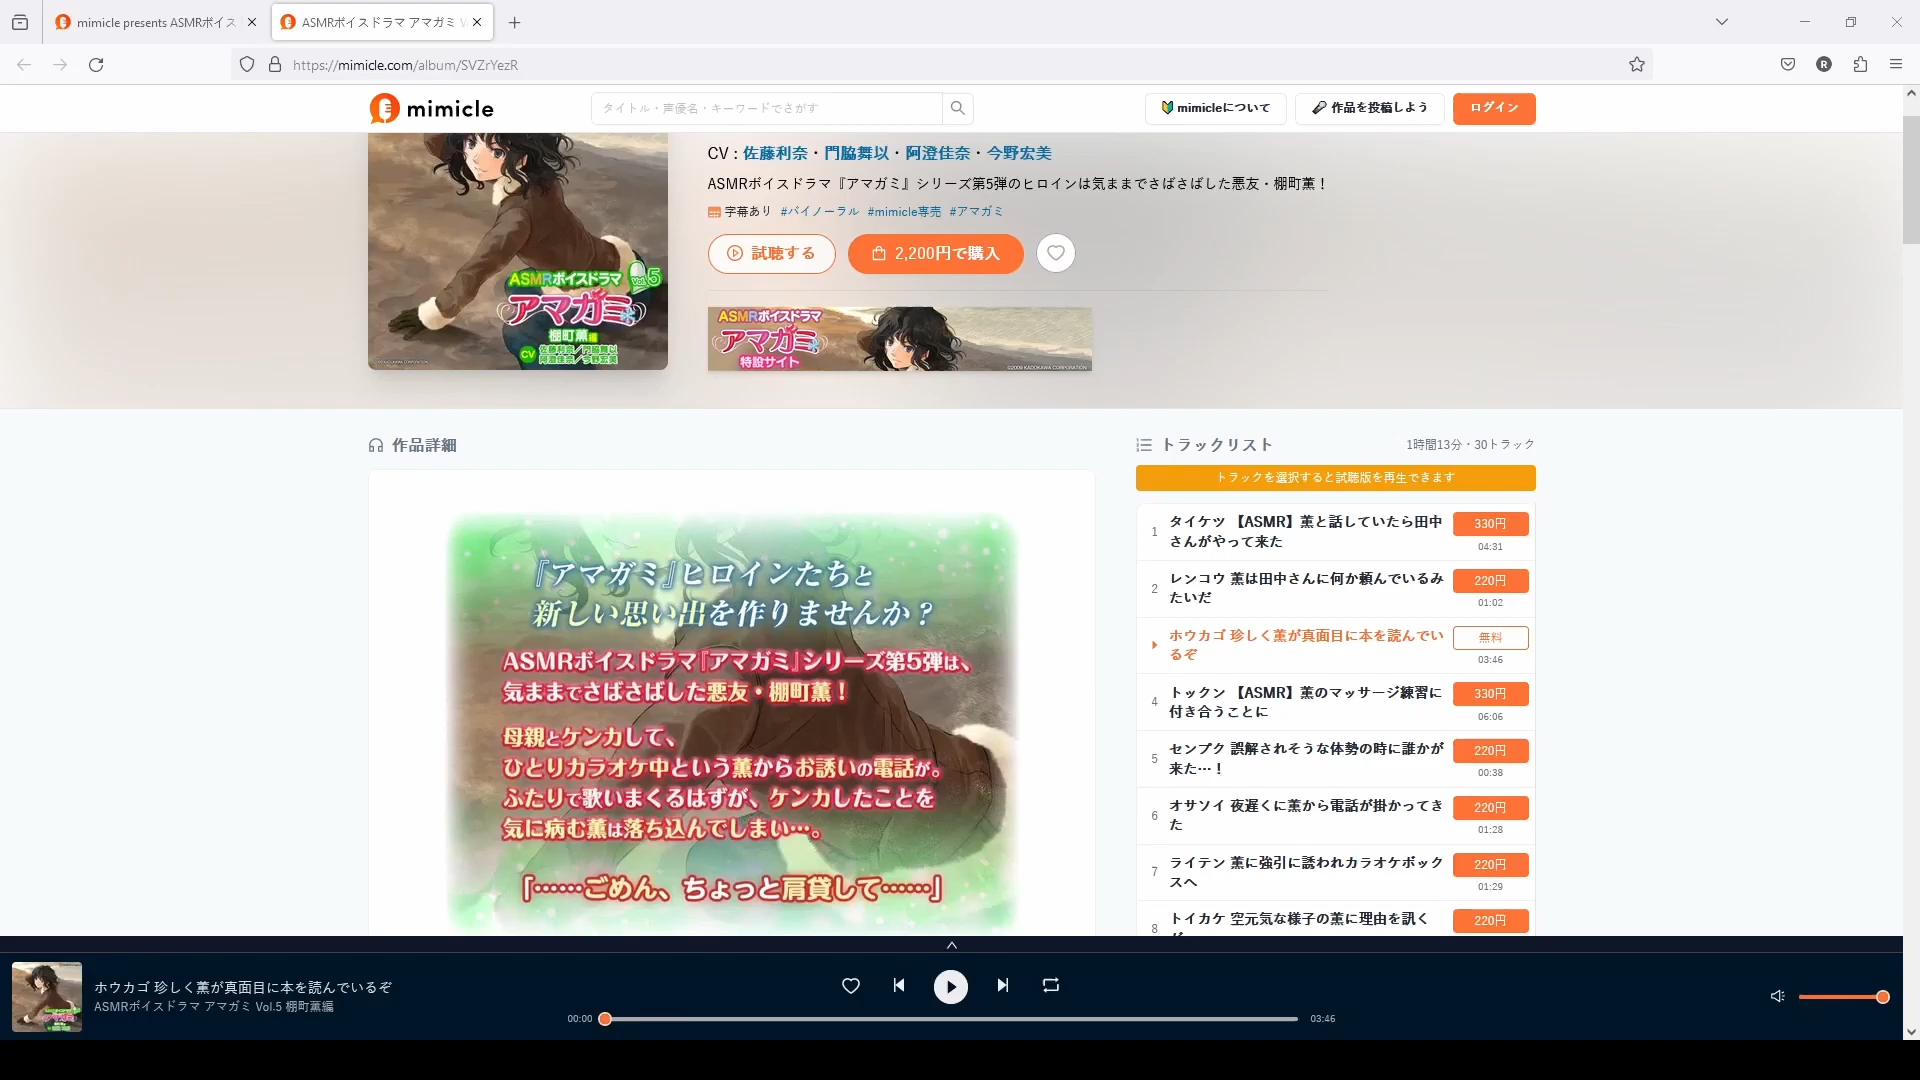 mimicle presents ASMRボイス
ASMRボイスドラマ アマガミ V
https://mimicle.com/album/SVZrYezR
R
mimicle
タイトル・声優名・キーワードでさがす
mimicleについて
作品を投稿しよう
ログイン
CV : 佐藤利奈・門脇舞以・阿澄佳奈・今野宏美
ASMRボイスドラマ『アマガミ』シリーズ第5弾のヒロインは気ままでさばさばした悪友・棚町薫！
字幕あり #バイノーラル #mimicle専売 #アマガミ
試聴する
2,200円で購入
ASMRボイスドラマ
Vol.5
アマガミ
棚町薫編
CV 佐藤利奈／門脇舞以
阿澄佳奈／今野宏美
ASMRボイスドラマ
アマガミ
特設サイト
©2009 KADOKAWA CORPORATION
作品詳細
『アマガミ』ヒロインたちと
新しい思い出を作りませんか？
ASMRボイスドラマ『アマガミ』シリーズ第5弾は、
気ままでさばさばした悪友・棚町薫！
母親とケンカして、
ひとりカラオケ中という薫からお誘いの電話が。
ふたりで歌いまくるはずが、ケンカしたことを
気に病む薫は落ち込んでしまい…。
「……ごめん、ちょっと肩貸して……」
トラックリスト
1時間13分・30トラック
トラックを選択すると試聴版を再生できます
1 タイケツ 【ASMR】薫と話していたら田中
さんがやって来た
330円
04:31
2 レンコウ 薫は田中さんに何か頼んでいるみ
たいだ
220円
01:02
ホウカゴ 珍しく薫が真面目に本を読んでい
るぞ
無料
03:46
4 トックン 【ASMR】薫のマッサージ練習に
付き合うことに
330円
06:06
5 センプク 誤解されそうな体勢の時に誰かが
来た…！
220円
00:38
6 オサソイ 夜遅くに薫から電話が掛かってき
た
220円
01:28
7 ライテン 薫に強引に誘われカラオケボック
スへ
220円
01:29
8 トイカケ 空元気な様子の薫に理由を訊く
220円
ホウカゴ 珍しく薫が真面目に本を読んでいるぞ
ASMRボイスドラマ アマガミ Vol.5 棚町薫編
00:00
03:46